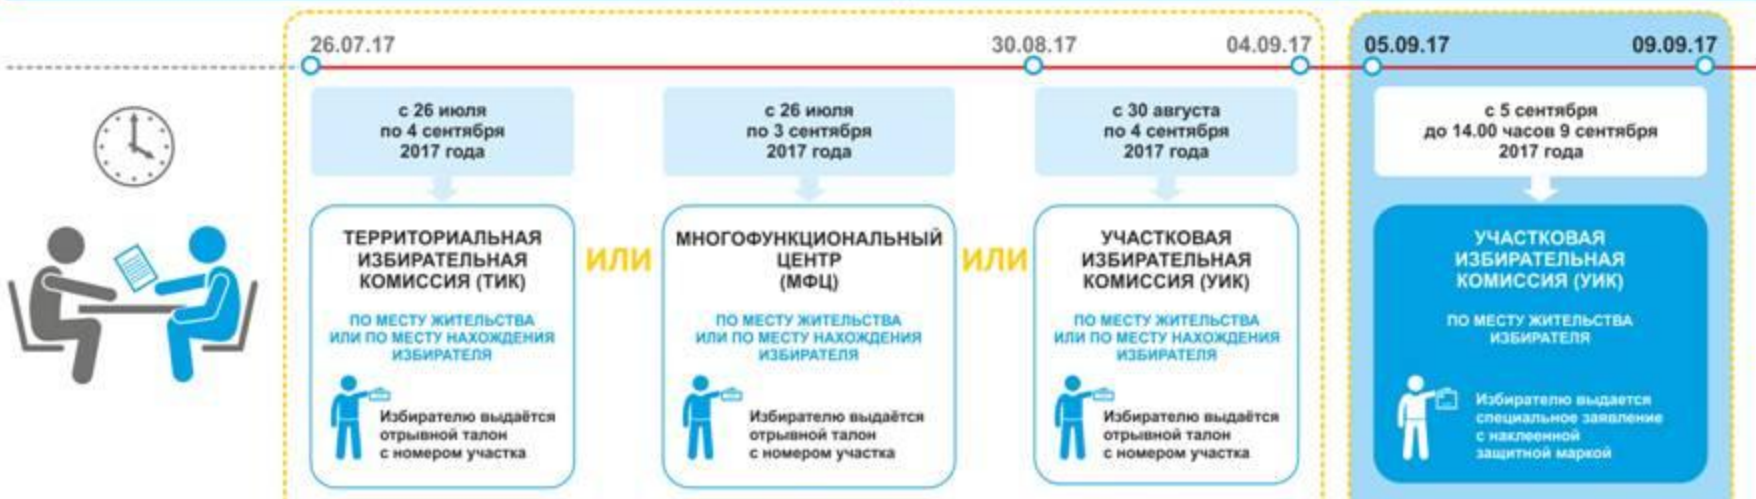 26.07.17
30.08.17
04.09.17
05.09.17
09.09.17
с 26 июля
по 4 сентября
2017 года
ТЕРРИТОРИАЛЬНАЯ
ИЗБИРАТЕЛЬНАЯ
КОМИССИЯ (ТИК)
ПО МЕСТУ ЖИТЕЛЬСТВА
ИЛИ ПО МЕСТУ НАХОЖДЕНИЯ
ИЗБИРАТЕЛЯ
Избирателю выдаётся
отрывной талон
с номером участка
ИЛИ
с 26 июля
по 3 сентября
2017 года
МНОГОФУНКЦИОНАЛЬНЫЙ
ЦЕНТР
(МФЦ)
ПО МЕСТУ ЖИТЕЛЬСТВА
ИЛИ ПО МЕСТУ НАХОЖДЕНИЯ
ИЗБИРАТЕЛЯ
Избирателю выдаётся
отрывной талон
с номером участка
ИЛИ
с 30 августа
по 4 сентября
2017 года
УЧАСТКОВАЯ
ИЗБИРАТЕЛЬНАЯ
КОМИССИЯ (УИК)
ПО МЕСТУ ЖИТЕЛЬСТВА
ИЛИ ПО МЕСТУ НАХОЖДЕНИЯ
ИЗБИРАТЕЛЯ
Избирателю выдаётся
отрывной талон
с номером участка
с 5 сентября
до 14.00 часов 9 сентября
2017 года
УЧАСТКОВАЯ
ИЗБИРАТЕЛЬНАЯ
КОМИССИЯ (УИК)
ПО МЕСТУ ЖИТЕЛЬСТВА
ИЗБИРАТЕЛЯ
Избирателю выдается
специальное заявление
с наклеенной
защитной маркой